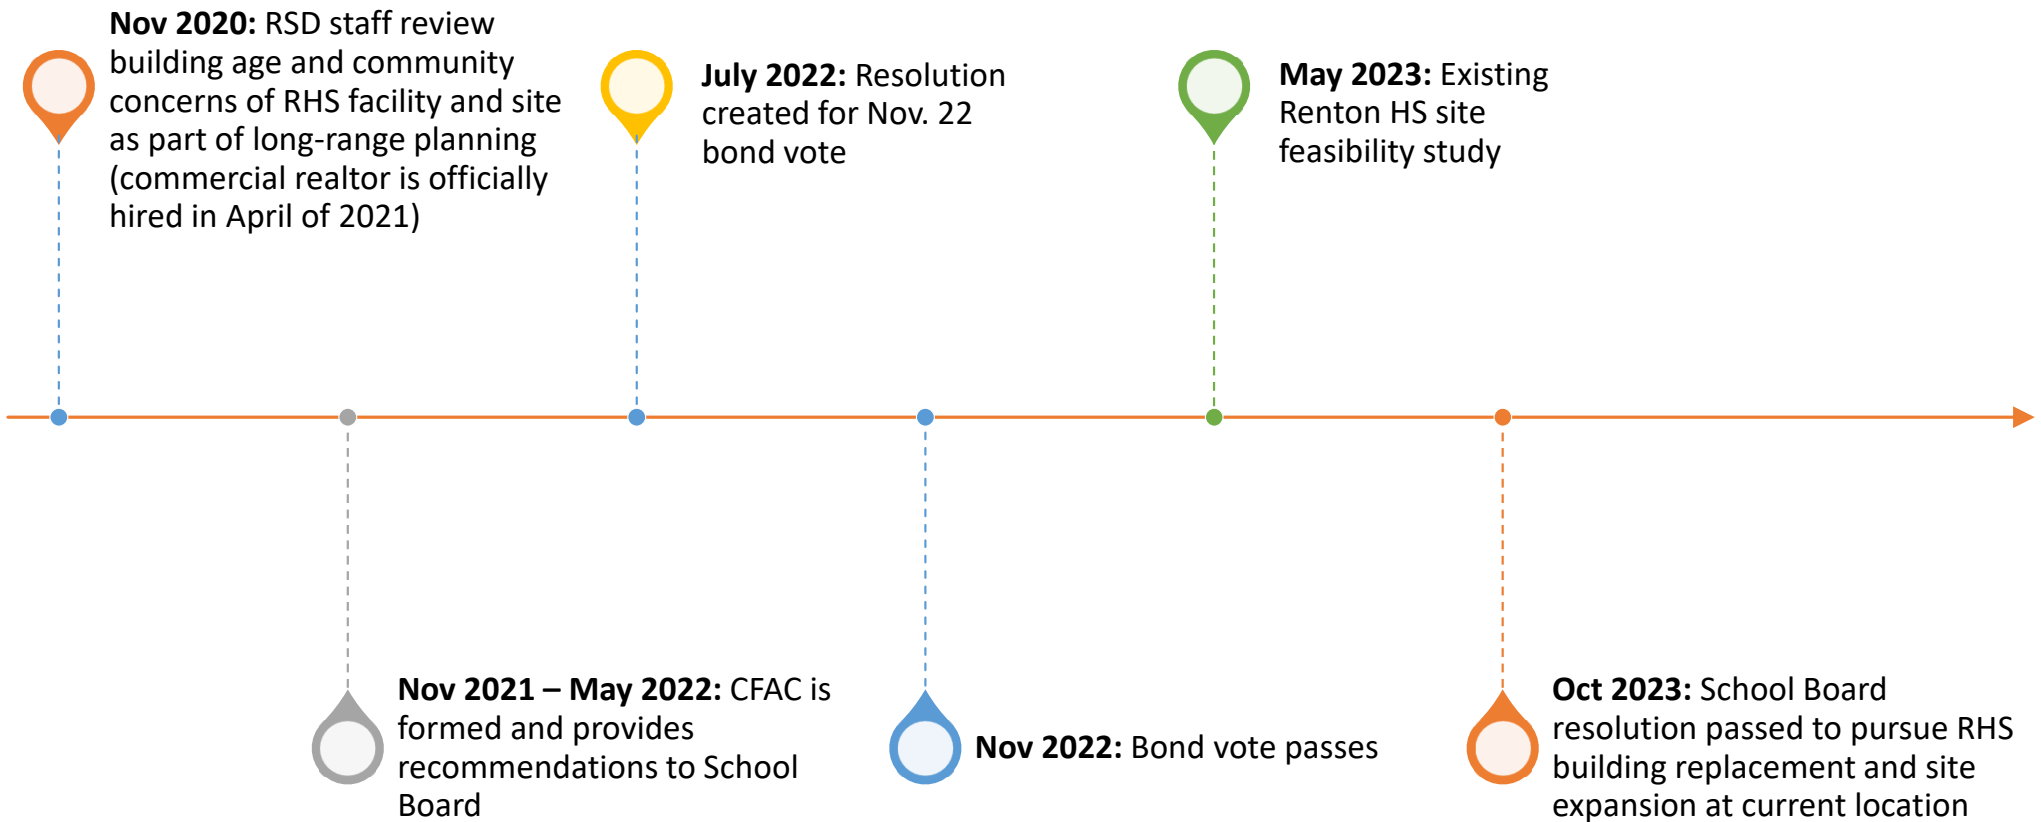 Nov 2020: RSD staff review
building age and community
concerns of RHS facility and site
as part of long-range planning
(commercial realtor is officially
hired in April of 2021)
July 2022: Resolution
created for Nov. 22
bond vote
May 2023: Existing
Renton HS site
feasibility study
Nov 2021 – May 2022: CFAC is
formed and provides
recommendations to School
Board
Nov 2022: Bond vote passes
Oct 2023: School Board
resolution passed to pursue RHS
building replacement and site
expansion at current location